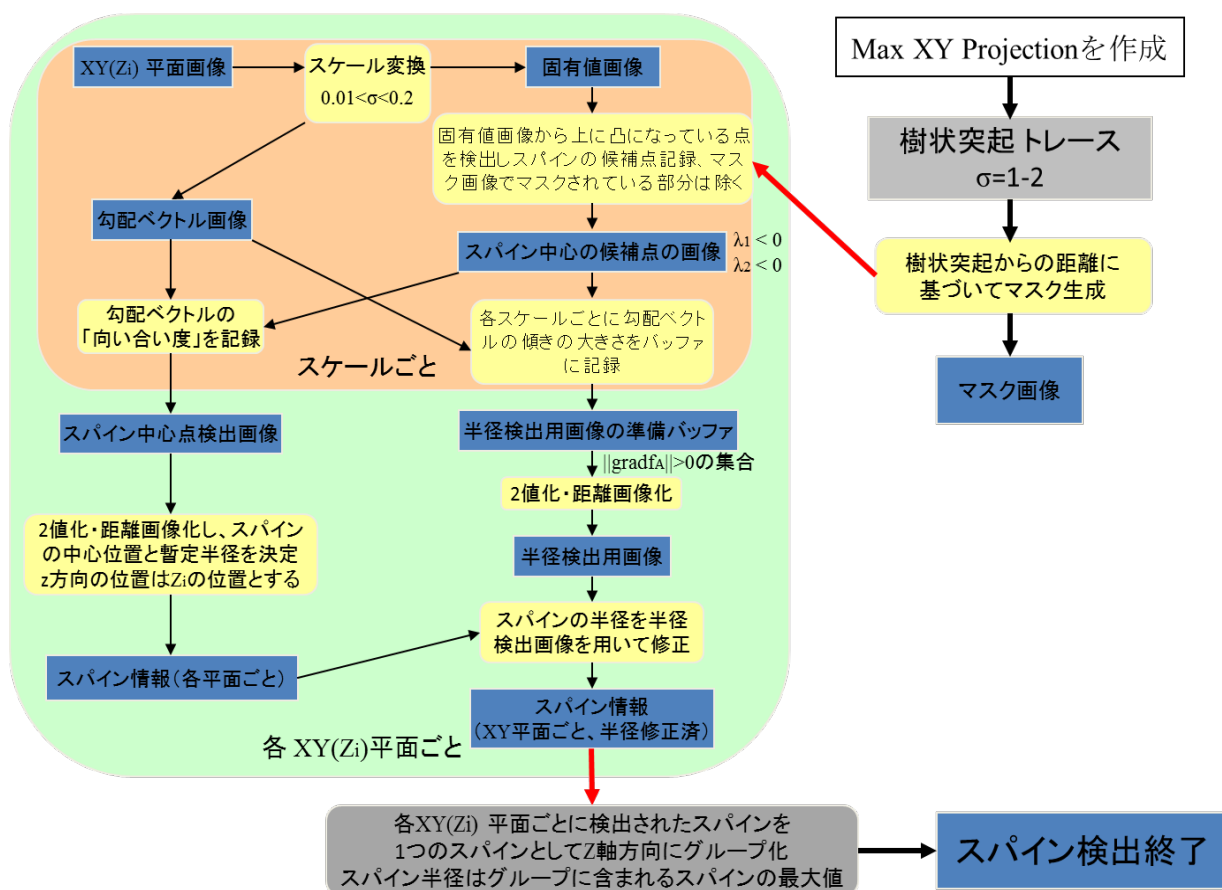 XY(Zi) 平面画像
スケール変換
0.01<σ<0.2
固有値画像
固有値画像から上に凸になっている点
を検出しスパインの候補点記録、マス
ク画像でマスクされている部分は除く
勾配ベクトル画像
スパイン中心の候補点の画像
λ1 < 0
λ2 < 0
勾配ベクトルの
「向い合い度」を記録
各スケールごとに勾配ベクト
ルの傾きの大きさをバッファ
に記録
スケールごと
スパイン中心点検出画像
半径検出用画像の準備バッファ
||gradfA||>0の集合
2値化・距離画像化
2値化・距離画像化し、スパイン
の中心位置と暫定半径を決定
z方向の位置はZiの位置とする
半径検出用画像
スパインの半径を半径
検出画像を用いて修正
スパイン情報(各平面ごと)
スパイン情報
(XY平面ごと、半径修正済)
各 XY(Zi)平面ごと
Max XY Projectionを作成
樹状突起トレース
σ=1-2
樹状突起からの距離に
基づいてマスク生成
マスク画像
各XY(Zi) 平面ごとに検出されたスパインを
1つのスパインとしてZ軸方向にグループ化
スパイン半径はグループに含まれるスパインの最大値
スパイン検出終了